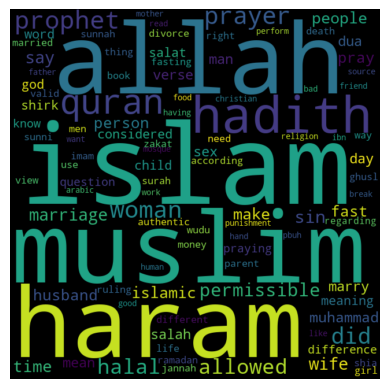 mother read perform
prophet sunnah divorce prayer people
word thing right death
married salat dua
say fasting verse man pray
father book source
allah
god valid quran bad friend
shirk food christian hadith
men person having
know considered need religion ibn way
sunni zakat sex day
imam according
want use child ghusl
islam
view surah arabic work break
question
marriage woman make sin fast
authentic money punishment pbuh regarding
wudu hand praying parent
muslim
human
haram
husband ruling islamic permissible marry
good meaning
different muhammad
salah did
life like difference
time mean ramadan halal jannah allowed wife shia
girl